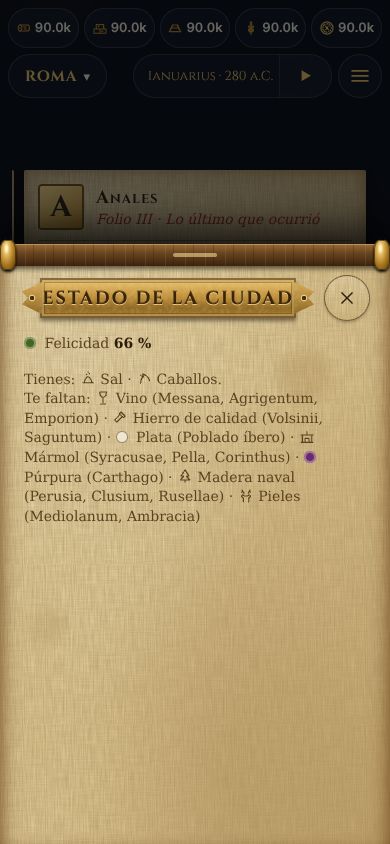 90.0k 90.0k 90.0k 90.0k 90.0k
ROMA ▾ Ianuarius · 280 a.C.
A Anales
Folio III · Lo último que ocurrió
ESTADO DE LA CIUDAD
Felicidad 66 %
Tienes: Sal · Caballos.
Te faltan: Vino (Messana, Agrigentum,
Emporion) · Hierro de calidad (Volsinii,
Saguntum) · Plata (Poblado íbero) ·
Mármol (Syracusae, Pella, Corinthus) ·
Púrpura (Carthago) · Madera naval
(Perusia, Clusium, Rusellae) · Pieles
(Mediolanum, Ambracia)